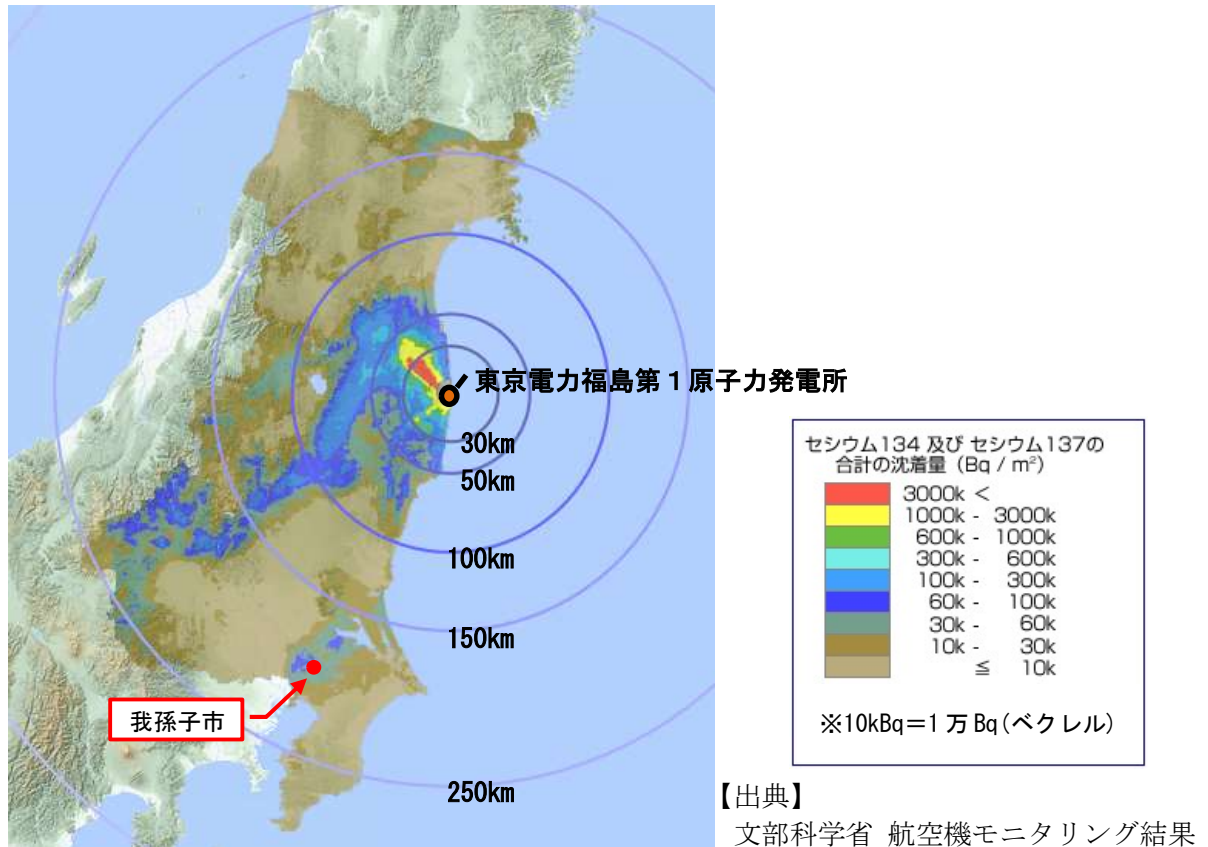 東京電力福島第1原子力発電所
30km
50km
100km
150km
250km
我孫子市
セシウム134 及び セシウム137の
合計の沈着量 (Bq / m²)
3000k <
1000k - 3000k
600k - 1000k
300k - 600k
100k - 300k
60k - 100k
30k - 60k
10k - 30k
≦ 10k
※10kBq＝1万Bq(ベクレル)
【出典】
文部科学省 航空機モニタリング結果